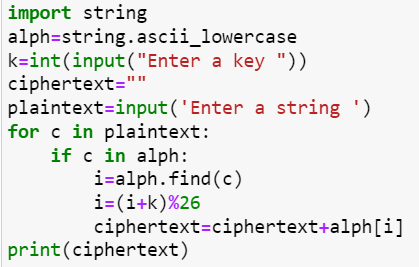 import string
alph=string.ascii_lowercase
k=int(input("Enter a key "))
ciphertext=""
plaintext=input('Enter a string ')
for c in plaintext:
    if c in alph:
        i=alph.find(c)
        i=(i+k)%26
        ciphertext=ciphertext+alph[i]
print(ciphertext)